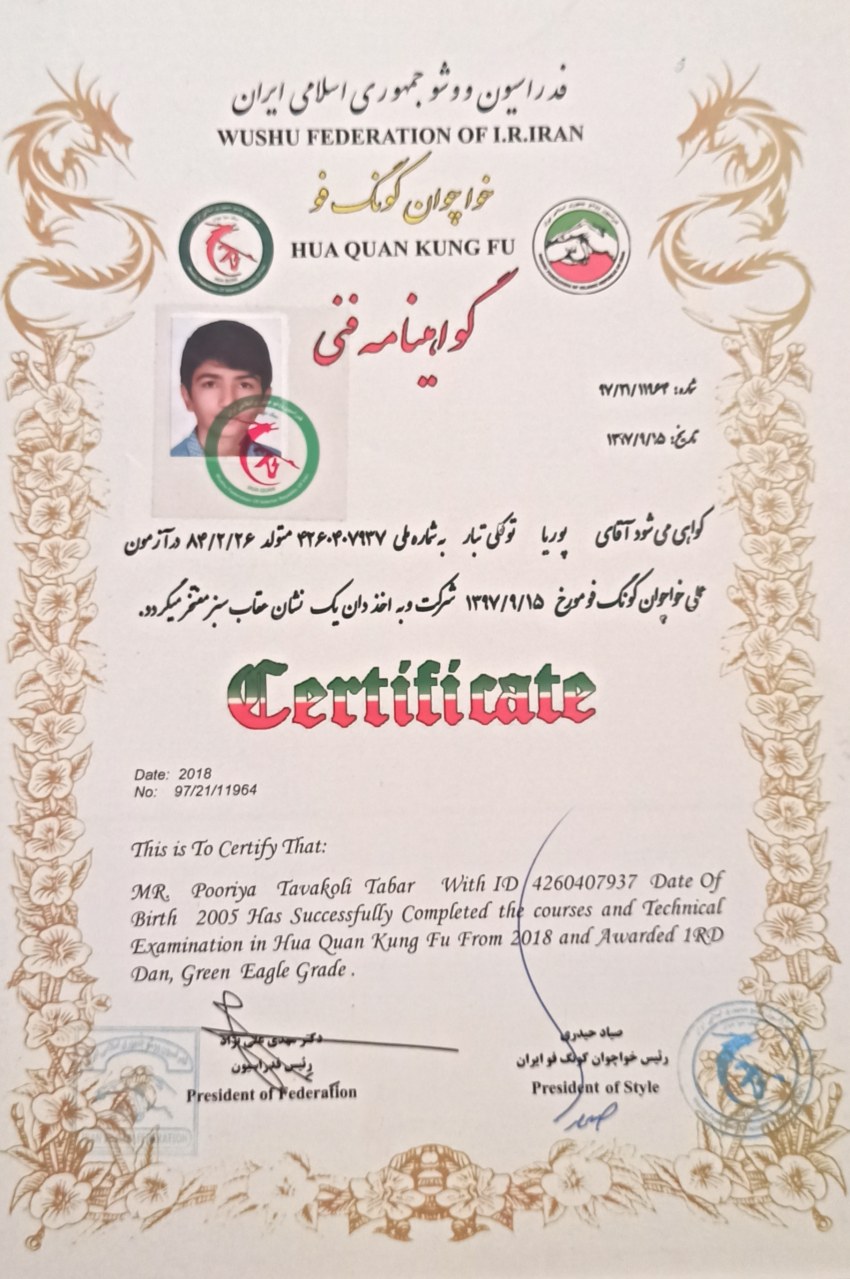 فدراسیون ووشو جمهوری اسلامی ایران
WUSHU FEDERATION OF I.R.IRAN
خواچوان کونگ فو
HUA QUAN KUNG FU
گواهینامه فنی
شماره: ۹۷/۲۱/۱۱۹۶۴
تاریخ: ۱۳۹۷/۹/۱۵
گواهی می شود آقای پوریا توکلی تبار به شماره ملی ۴۲۶۰۴۰۷۹۳۷ متولد ۸۴/۲/۲۶ در آزمون
ملی خواچوان کونگ فو مورخ ۱۳۹۷/۹/۱۵ شرکت و به اخذ دان یک نشان عقاب سبز مفتخر میگردد.
Certificate
Date: 2018
No: 97/21/11964
This is To Certify That:
MR. Pooriya Tavakoli Tabar With ID 4260407937 Date Of
Birth 2005 Has Successfully Completed the courses and Technical
Examination in Hua Quan Kung Fu From 2018 and Awarded 1RD
Dan, Green Eagle Grade .
دکتر مهدی علی نژاد
رئیس فدراسیون
President of Federation
صیاد حیدری
رئیس خواچوان کونگ فو ایران
President of Style